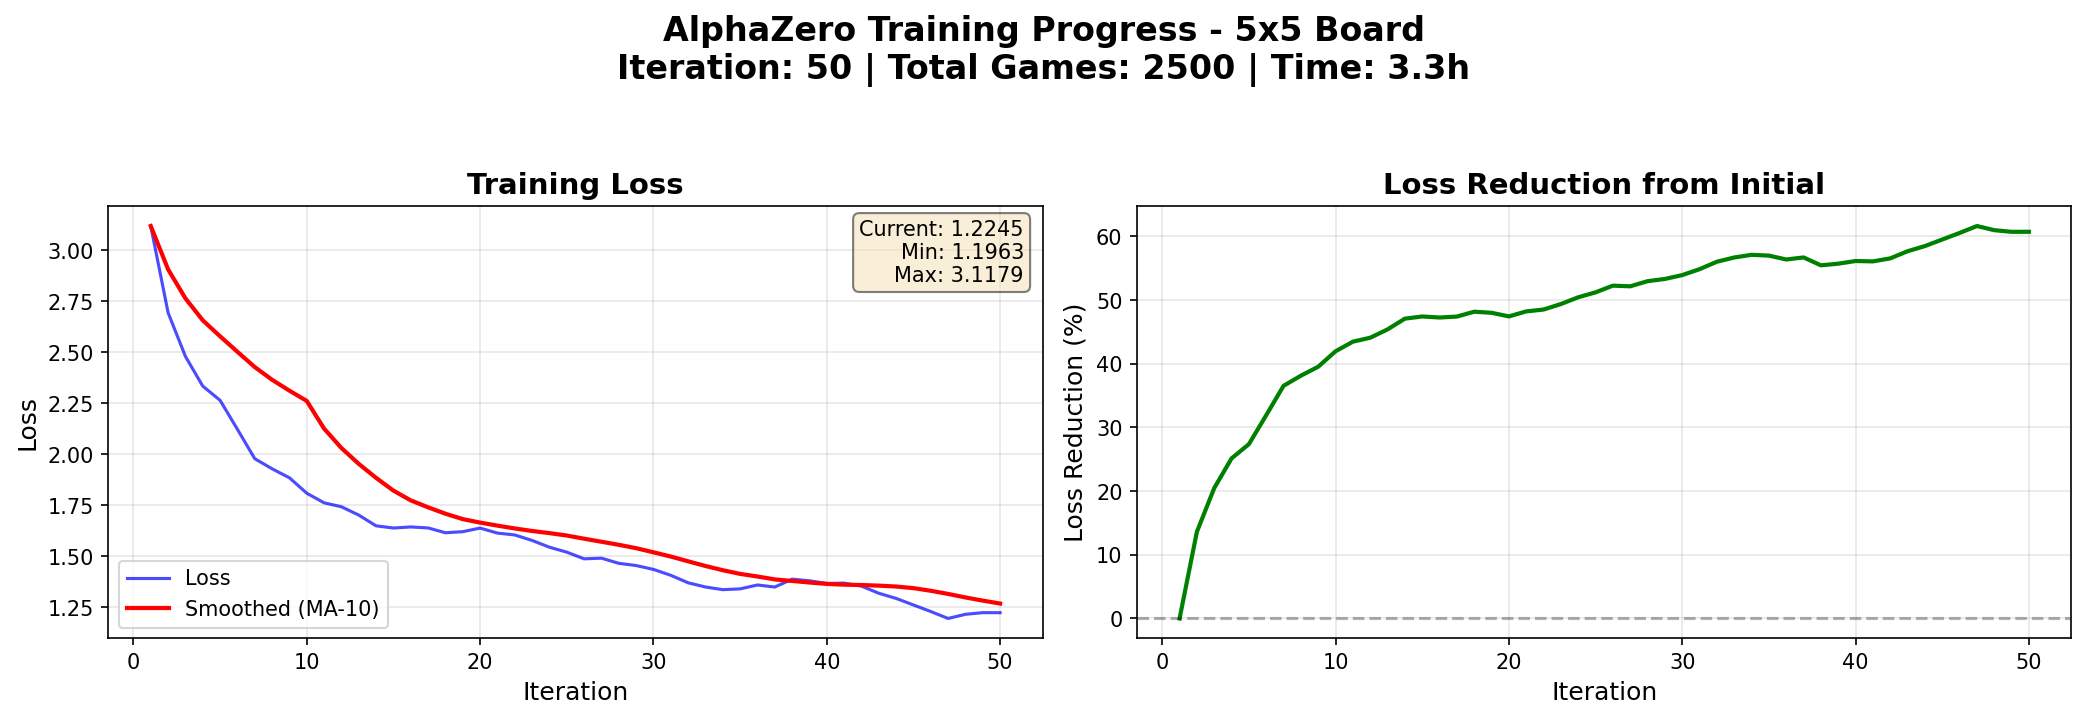 AlphaZero Training Progress - 5x5 Board
Iteration: 50 | Total Games: 2500 | Time: 3.3h
Training Loss
Current: 1.2245
Min: 1.1963
Max: 3.1179
3.00
2.75
2.50
2.25
2.00
1.75
1.50
1.25
Loss
Loss
Smoothed (MA-10)
0 10 20 30 40 50
Iteration
Loss Reduction from Initial
60
50
40
30
20
10
0
Loss Reduction (%)
0 10 20 30 40 50
Iteration